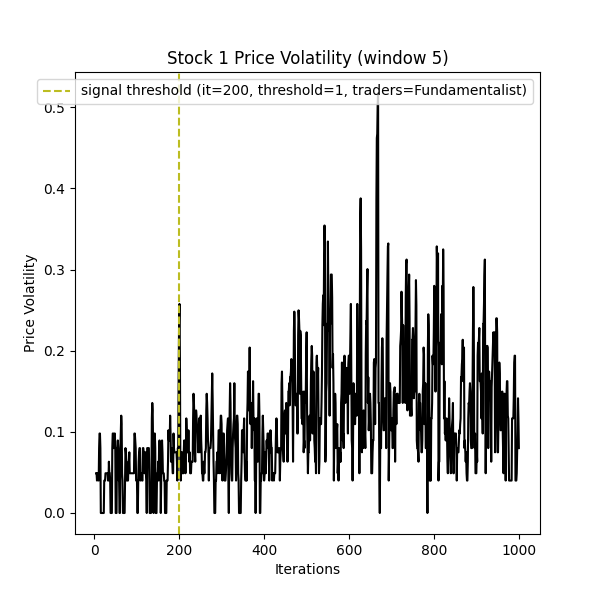 Stock 1 Price Volatility (window 5)
signal threshold (it=200, threshold=1, traders=Fundamentalist)
Price Volatility
0.5
0.4
0.3
0.2
0.1
0.0
0 200 400 600 800 1000
Iterations